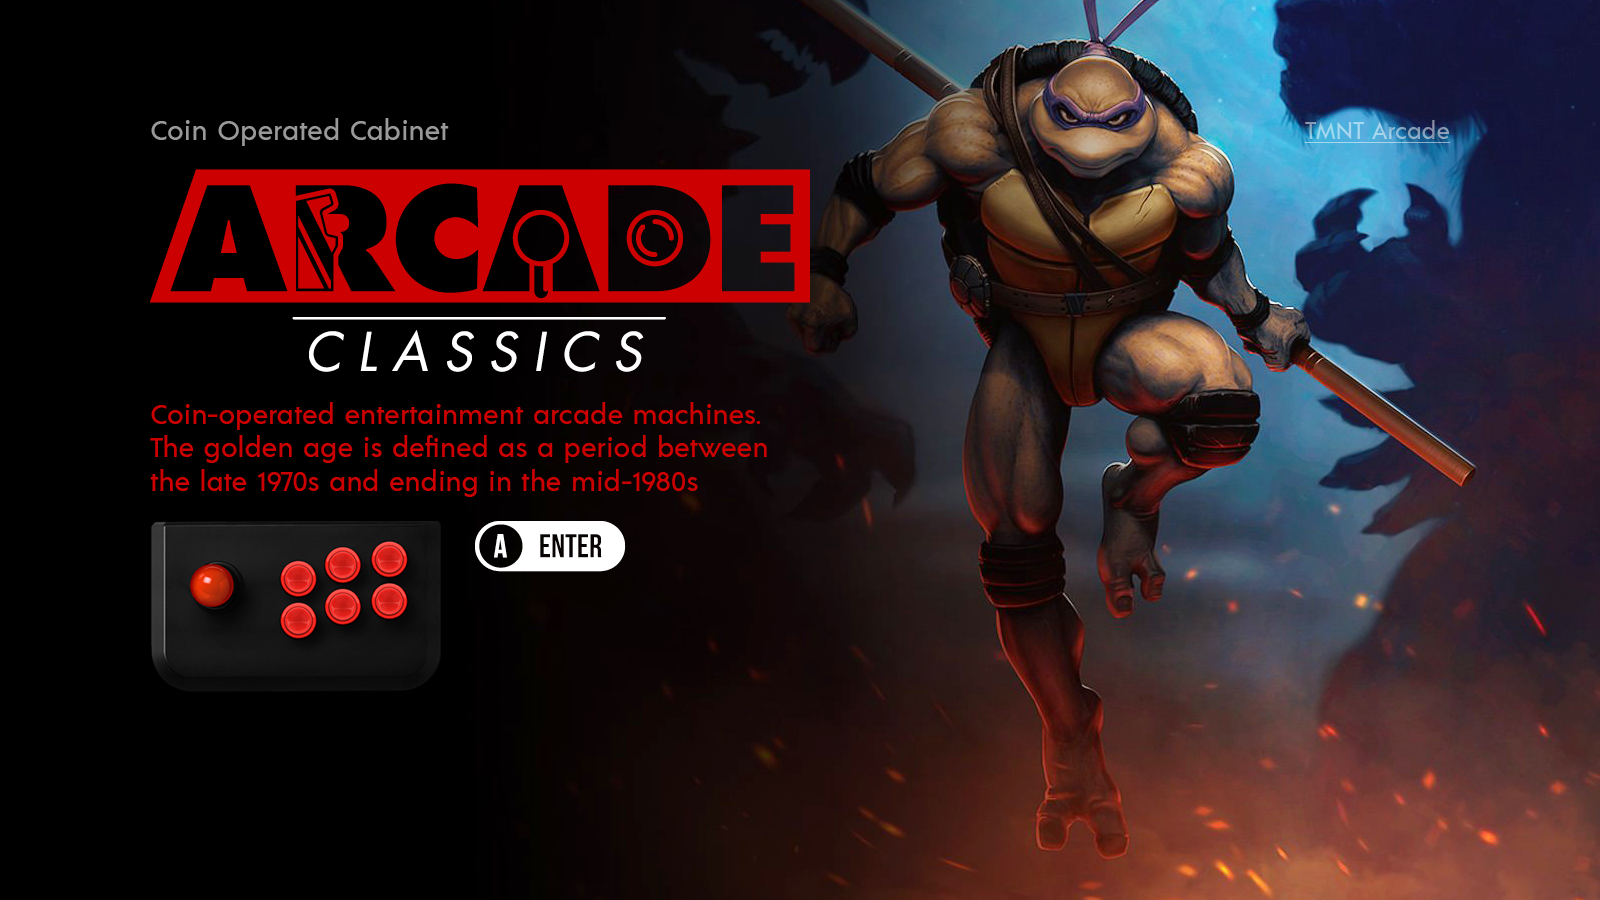 Coin Operated Cabinet
TMNT Arcade
ARCADE
CLASSICS
Coin-operated entertainment arcade machines.
The golden age is defined as a period between
the late 1970s and ending in the mid-1980s
A ENTER